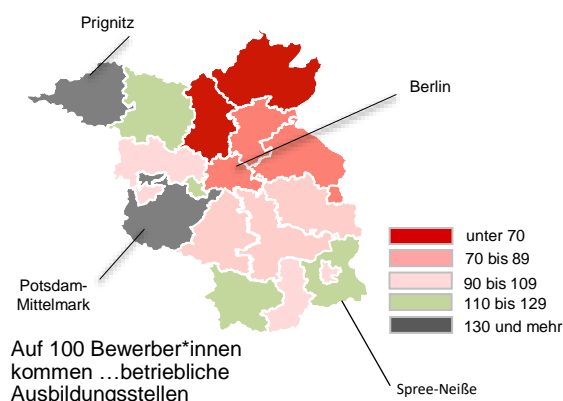 Prignitz
Berlin
unter 70
70 bis 89
90 bis 109
110 bis 129
130 und mehr
Potsdam-
Mittelmark
Auf 100 Bewerber*innen
kommen …betriebliche
Ausbildungsstellen
Spree-Neiße